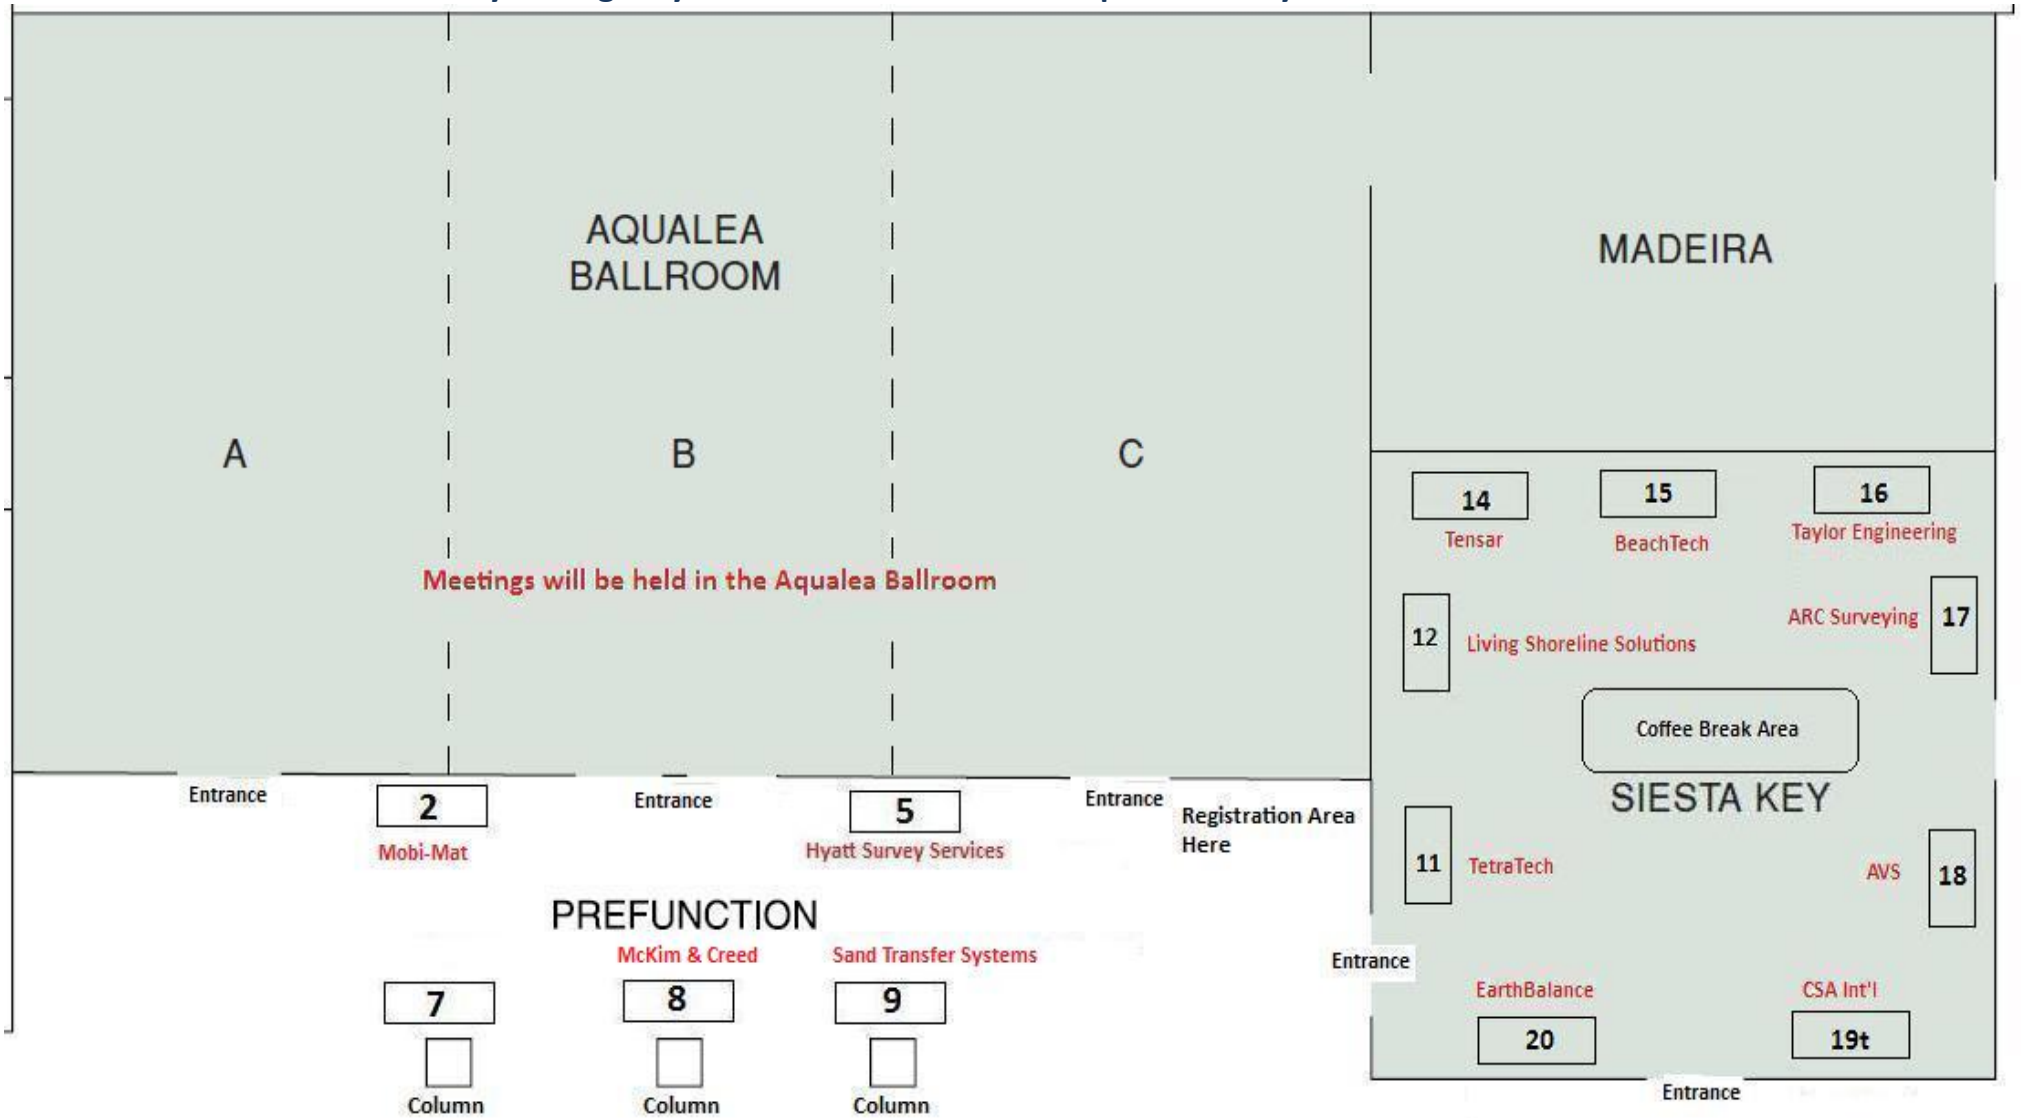 AQUALEA
BALLROOM
MADEIRA
A
B
C
Meetings will be held in the Aqualea Ballroom
14
Tensar
15
BeachTech
16
Taylor Engineering
12
Living Shoreline Solutions
ARC Surveying
17
Coffee Break Area
SIESTA KEY
Entrance
2
Mobi-Mat
Entrance
5
Hyatt Survey Services
Entrance
Registration Area
Here
11
TetraTech
AVS
18
PREFUNCTION
McKim & Creed
Sand Transfer Systems
7
8
9
Column
Column
Column
Entrance
EarthBalance
20
CSA Int'l
19t
Entrance